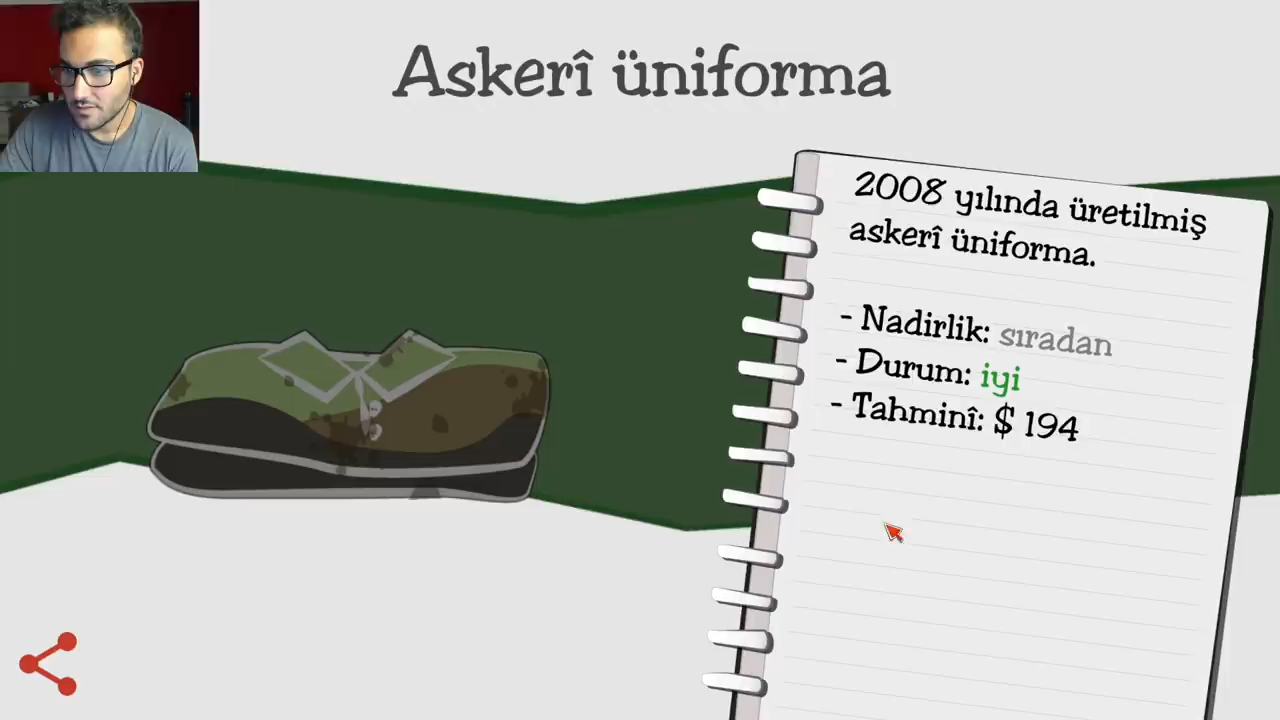 Askerî üniforma
2008 yılında üretilmiş
askerî üniforma.
- Nadirlik: sıradan
- Durum: iyi
- Tahminî: $ 194